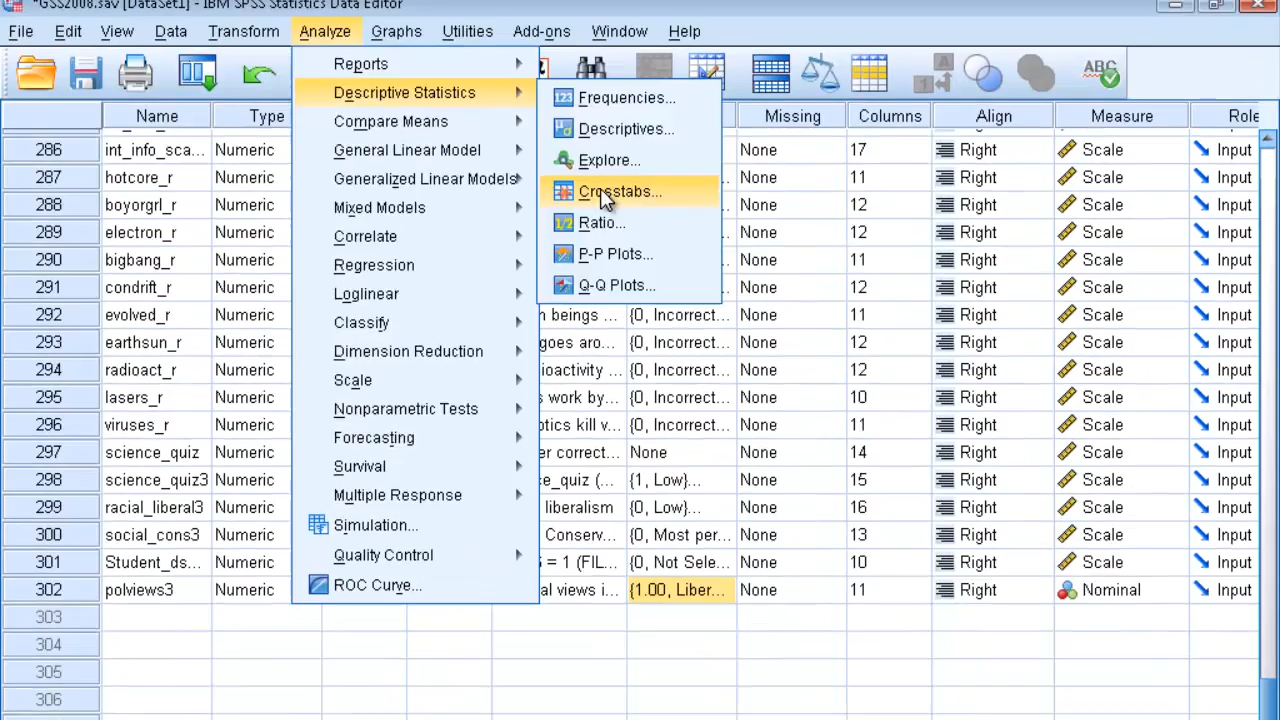 *GSS2008.sav [DataSet1] - IBM SPSS Statistics Data Editor
File Edit View Data Transform Analyze Graphs Utilities Add-ons Window Help
Reports
Descriptive Statistics
Compare Means
General Linear Model
Generalized Linear Models
Mixed Models
Correlate
Regression
Loglinear
Classify
Dimension Reduction
Scale
Nonparametric Tests
Forecasting
Survival
Multiple Response
Simulation...
Quality Control
ROC Curve...
123 Frequencies...
Descriptives...
Explore...
Crosstabs...
1/2 Ratio...
P-P Plots...
Q-Q Plots...
A
ABC
Name Type Missing Columns Align Measure Role
286 int_info_sca... Numeric None 17 Right Scale Input
287 hotcore_r Numeric None 11 Right Scale Input
288 boyorgrl_r Numeric None 12 Right Scale Input
289 electron_r Numeric None 12 Right Scale Input
290 bigbang_r Numeric None 11 Right Scale Input
291 condrift_r Numeric None 12 Right Scale Input
292 evolved_r Numeric beings ... {0, Incorrect... None 11 Right Scale Input
293 earthsun_r Numeric goes aro... {0, Incorrect... None 12 Right Scale Input
294 radioact_r Numeric ... {0, Incorrect... None 12 Right Scale Input
295 lasers_r Numeric work by... {0, Incorrect... None 10 Right Scale Input
296 viruses_r Numeric kill v... {0, Incorrect... None 11 Right Scale Input
297 science_quiz Numeric correct... None None 14 Right Scale Input
298 science_quiz3 Numeric ce_quiz (... {1, Low}... None 15 Right Scale Input
299 racial_liberal3 Numeric liberalism {0, Low}... None 16 Right Scale Input
300 social_cons3 Numeric Conserv... {0, Most per... None 13 Right Scale Input
301 Student_ds... Numeric = 1 (FIL... {0, Not Sele... None 10 Right Scale Input
302 polviews3 Numeric views i... {1.00, Liber... None 11 Right Nominal Input
303
304
305
306